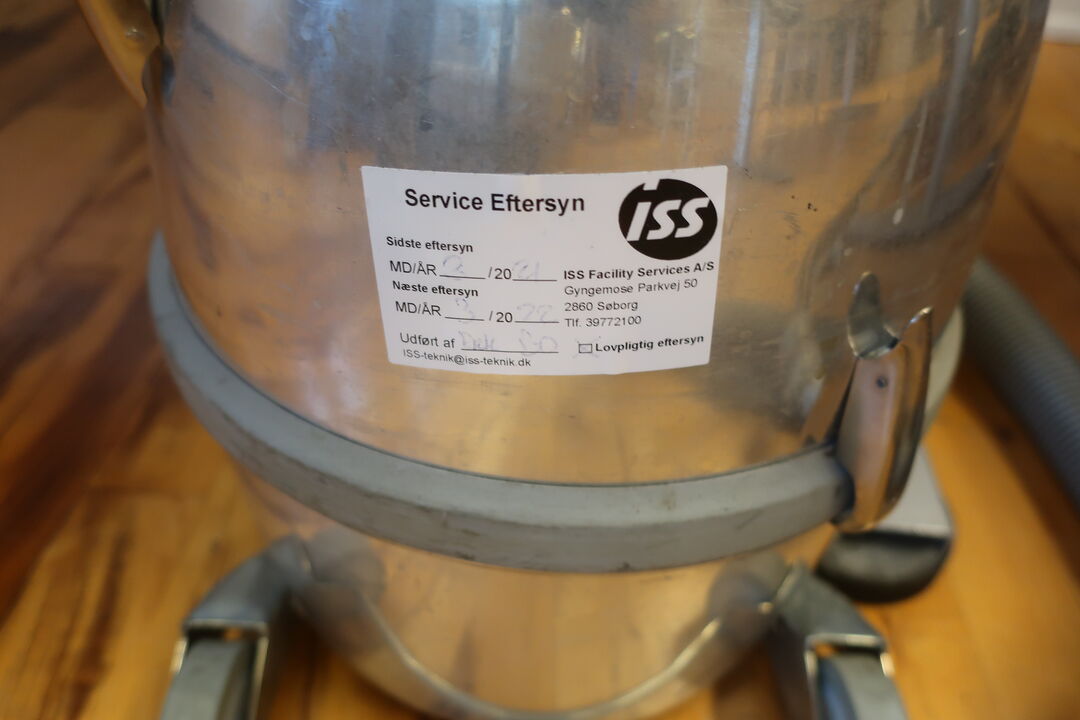 Service Eftersyn
ISS
Sidste eftersyn
MD/ÅR /20 21
Næste eftersyn
MD/ÅR 3 /20 22
Udført af
ISS-teknik@iss-teknik.dk
ISS Facility Services A/S
Gyngemose Parkvej 50
2860 Søborg
Tlf. 39772100
Lovpligtig eftersyn